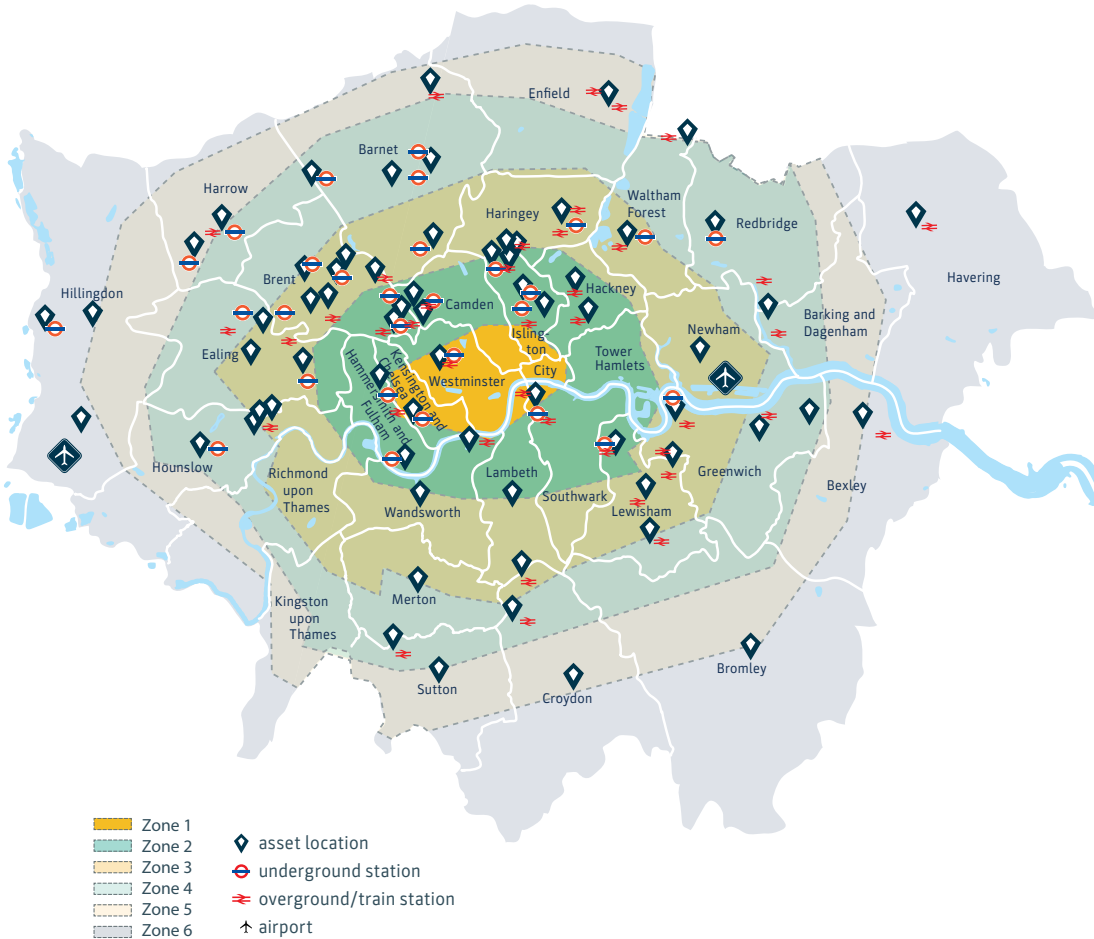 Enfield
Barnet
Harrow
Haringey
Waltham
Forest
Redbridge
Brent
Havering
Hillingdon
Camden
Hackney
Barking and
Dagenham
Isling-
ton
Newham
Ealing
Tower
Hamlets
City
Westminster
Kensington and
Chelsea
Hammersmith and
Fulham
Hounslow
Richmond
upon
Thames
Lambeth
Greenwich
Southwark
Bexley
Wandsworth
Lewisham
Merton
Kingston
upon
Thames
Bromley
Sutton
Croydon
Zone 1
Zone 2
Zone 3
Zone 4
Zone 5
Zone 6
asset location
underground station
overground/train station
airport